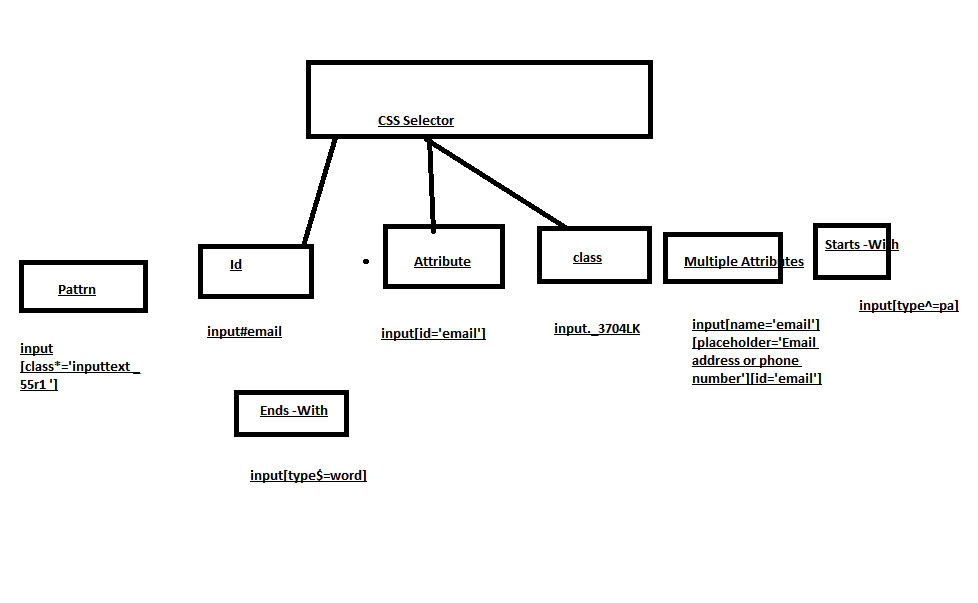 CSS Selector
Pattrn
Id
Attribute
class
Multiple Attributes
Starts -With
input
[class*='inputtext _
55r1 ']
input#email
input[id='email']
input._3704LK
input[name='email']
[placeholder='Email
address or phone
number'][id='email']
input[type^=pa]
Ends -With
input[type$=word]